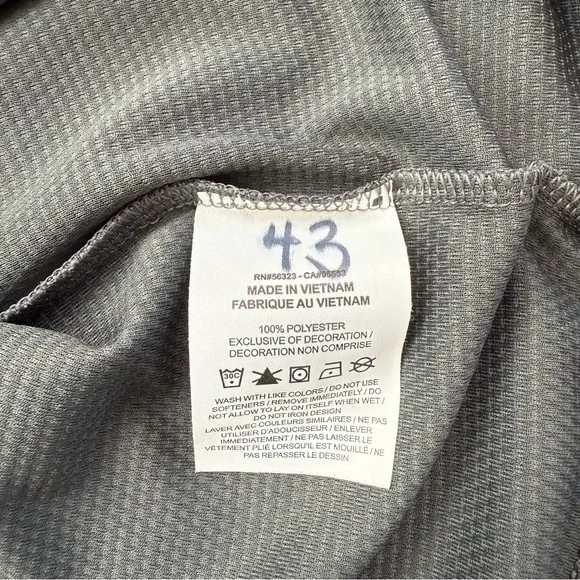 43
RN#56323 - CA#05553
MADE IN VIETNAM
FABRIQUE AU VIETNAM
100% POLYESTER
EXCLUSIVE OF DECORATION /
DECORATION NON COMPRISE
30C
WASH WITH LIKE COLORS / DO NOT USE
SOFTENERS / REMOVE IMMEDIATELY / DO
NOT ALLOW TO LAY ON ITSELF WHEN WET /
DO NOT IRON DESIGN
LAVER AVEC COULEURS SIMILAIRES / NE PAS
UTILISER D'ADOUCISSEUR / ENLEVER
IMMEDIATEMENT / NE PAS LAISSER LE
VÊTEMENT PLIÉ LORSQU'IL EST MOUILLÉ / NE
PAS REPASSER LE DESSIN